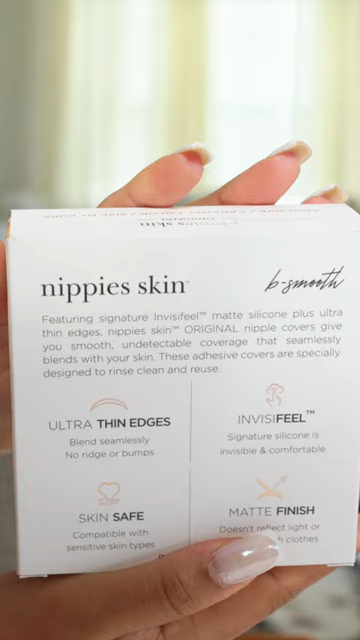 nippies skin™
b-smooth
Featuring signature Invisifeel™ matte silicone plus ultra
thin edges, nippies skin™ ORIGINAL nipple covers give
you smooth, undetectable coverage that seamlessly
blends with your skin. These adhesive covers are specially
designed to rinse clean and reuse.
ULTRA THIN EDGES
Blend seamlessly
No ridge or bumps
INVISIFEEL™
Signature silicone is
invisible & comfortable
SKIN SAFE
Compatible with
sensitive skin types
MATTE FINISH
Doesn't reflect light or
clothes